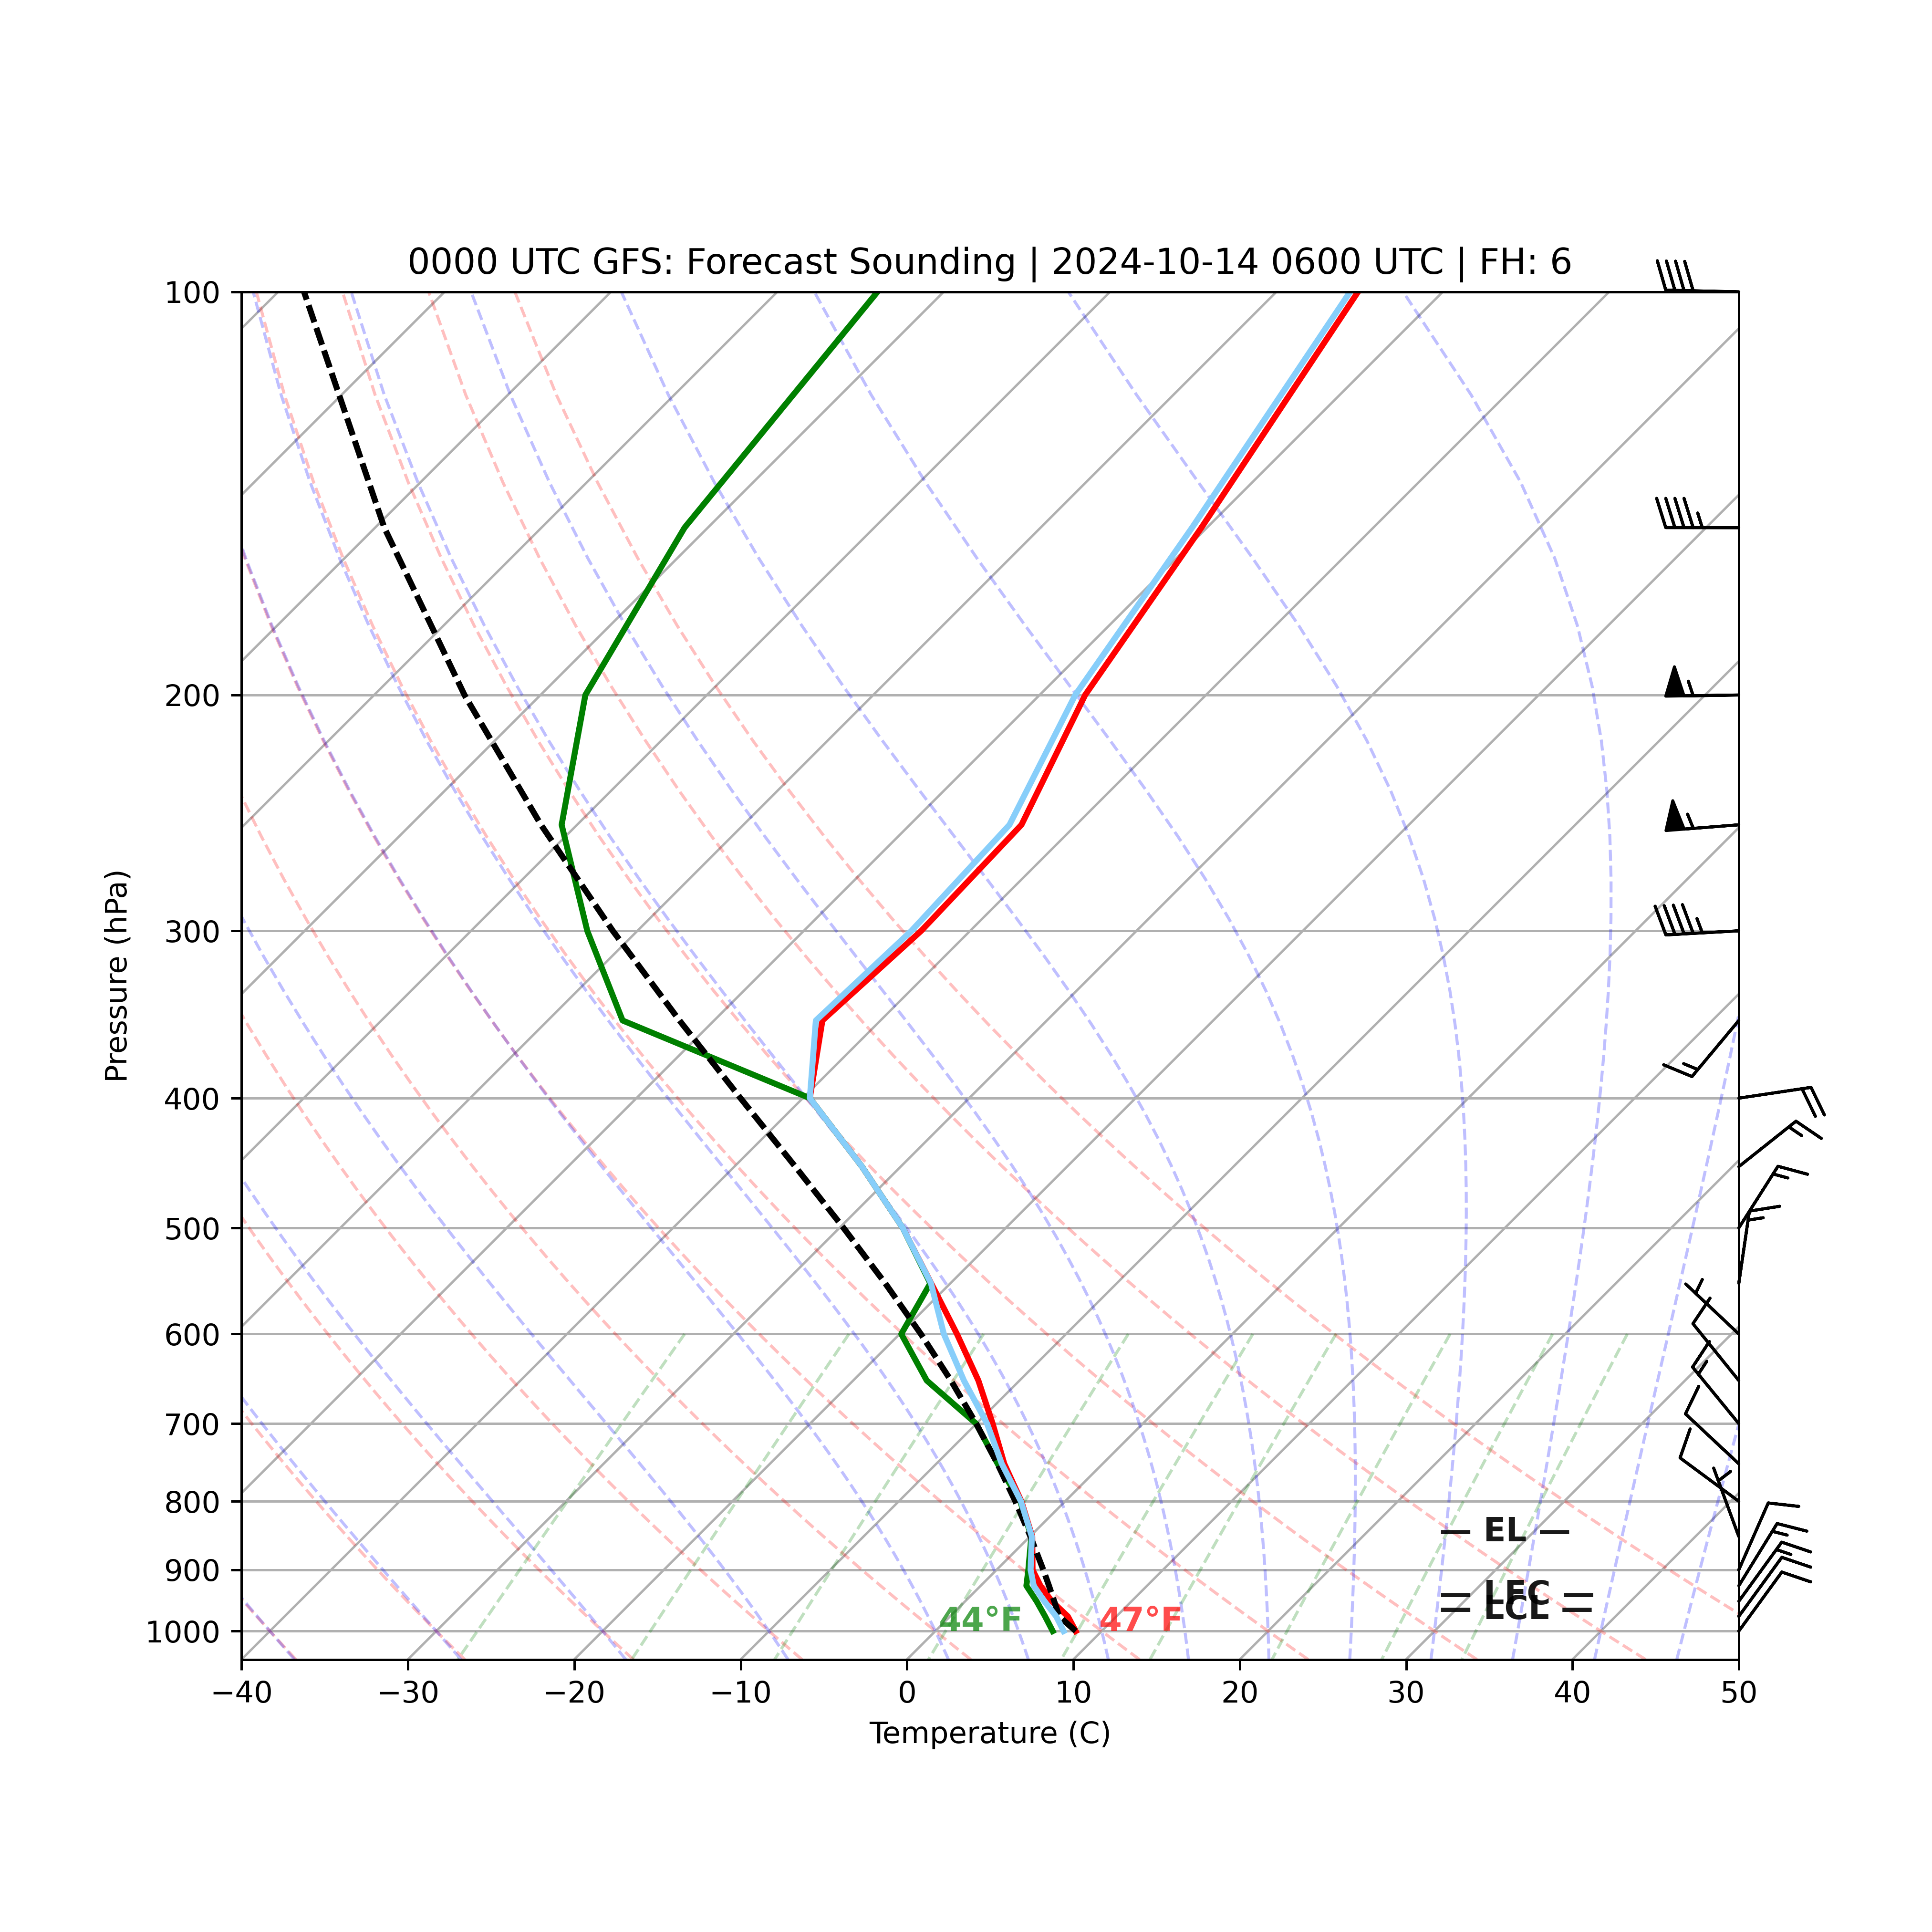 0000 UTC GFS: Forecast Sounding | 2024-10-14 0600 UTC | FH: 6
100
200
300
400
500
600
700
800
900
1000
Pressure (hPa)
— EL —
— LFC —
— LCL —
44°F
47°F
−40 −30 −20 −10 0 10 20 30 40 50
Temperature (C)